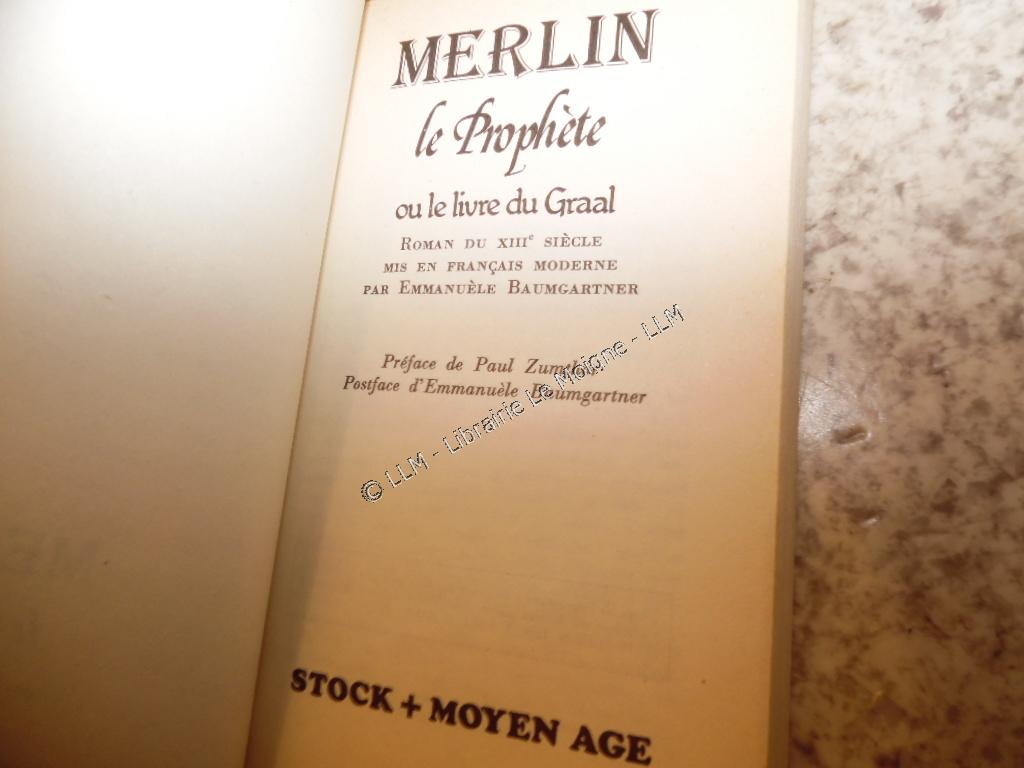 MERLIN
le Prophète
ou le livre du Graal
ROMAN DU XIIIe SIÈCLE
MIS EN FRANÇAIS MODERNE
PAR EMMANUÈLE BAUMGARTNER
Préface de Paul
Postface d'Emmanuèle Baumgartner
© LLM - Librairie Le Moigne - LLM
STOCK + MOYEN AGE